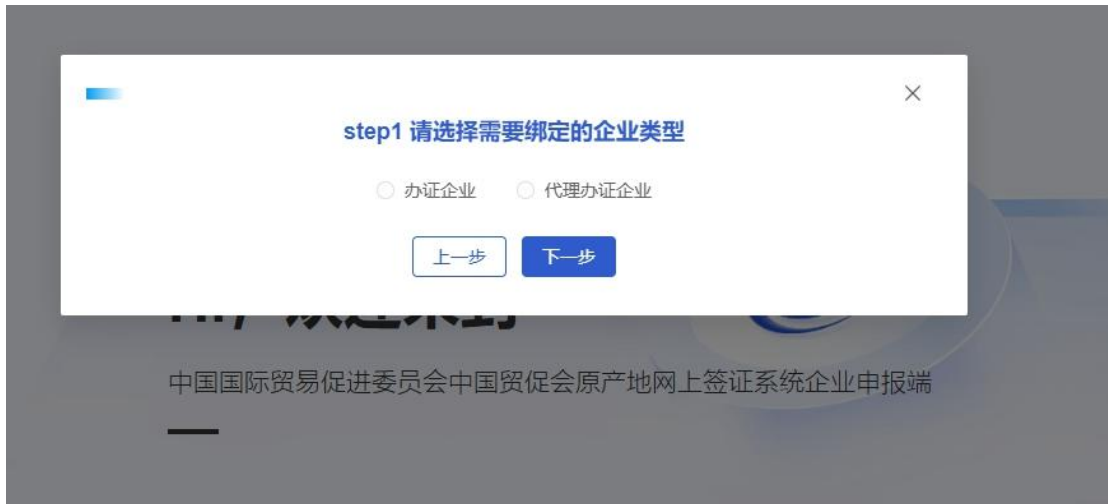 step1 请选择需要绑定的企业类型
办证企业 代理办证企业
上一步 下一步
中国国际贸易促进委员会中国贸促会原产地网上签证系统企业申报端